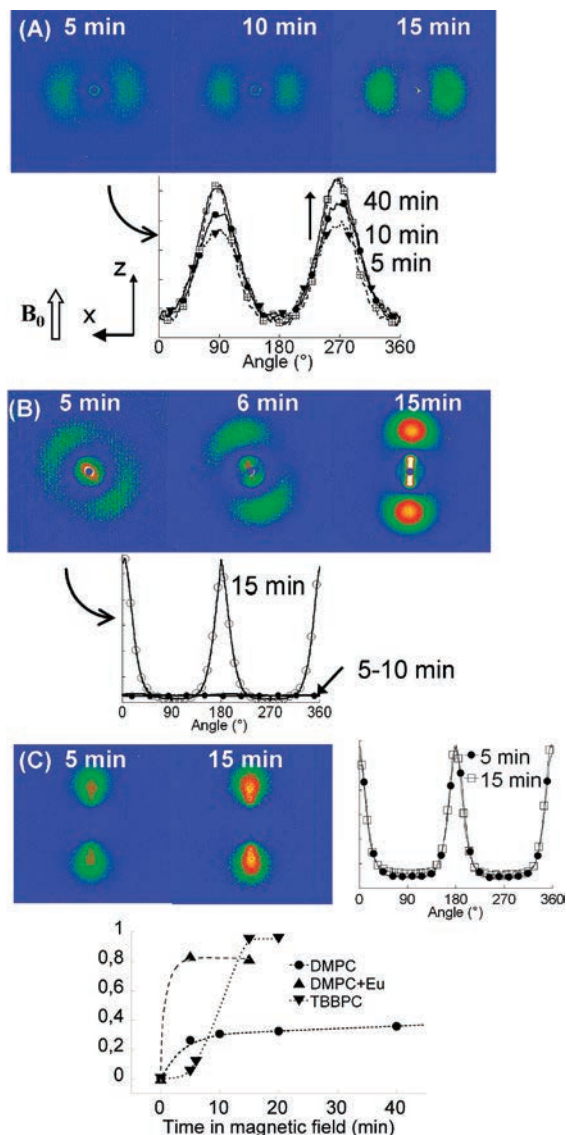 (A) 5 min 10 min 15 min
40 min
10 min
5 min
z
x
B0
0 90 180 270 360
Angle (°)
(B) 5 min 6 min 15min
15 min
5-10 min
0 90 180 270 360
Angle (°)
(C) 5 min 15 min
5 min
15 min
0 90 180 270 360
Angle (°)
1
0,8
0,6
0,4
0,2
0
DMPC
DMPC+Eu
TBBPC
0 10 20 30 40
Time in magnetic field (min)